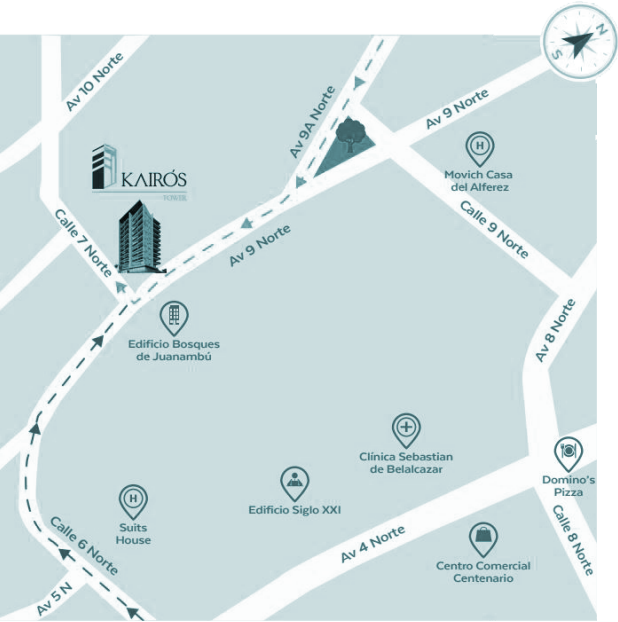 N
S
Av 10 Norte
Av 9A Norte
Av 9 Norte
H
Movich Casa
del Alferez
KAIRÓS
TOWER
Calle 7 Norte
Av 9 Norte
Calle 9 Norte
Edificio Bosques
de Juanambú
Av 8 Norte
Clínica Sebastian
de Belalcazar
Domino's
Pizza
H
Suits
House
Edificio Siglo XXI
Calle 6 Norte
Av 4 Norte
Centro Comercial
Centenario
Calle 8 Norte
Av 5 N